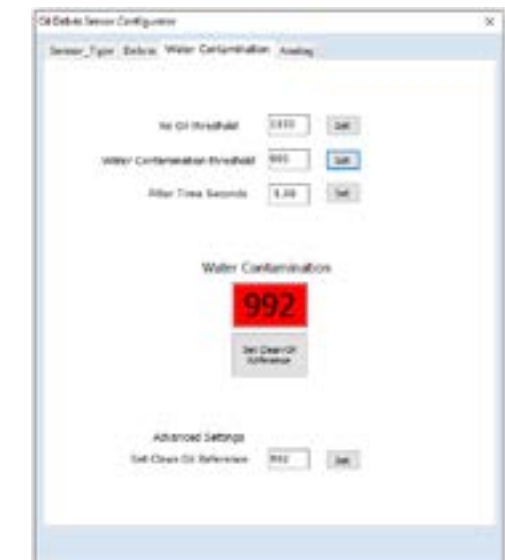 Oil Debris Sensor Configurator
Sensor_Type Debris Water Contamination Analog
No Oil threshold Set
Water Contamination threshold Set
Filter Time Seconds Set
Water Contamination
992
Set Clean Oil
Reference
Advanced Settings
Set Clean Oil Reference 992 Set